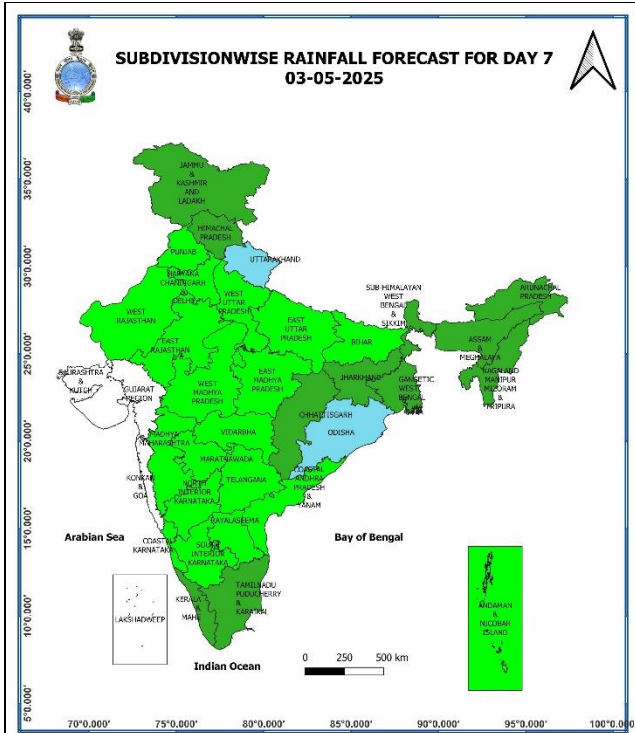 SUBDIVISIONWISE RAINFALL FORECAST FOR DAY 7
03-05-2025
40°0.000'
35°0.000'
30°0.000'
25°0.000'
20°0.000'
15°0.000'
10°0.000'
5°0.000'
JAMMU
&
KASHMIR
AND
LADAKH
HIMACHAL
PRADESH
PUNJAB
UTTARAKHAND
HARYANA
CHANDIGARH
&
DELHI
WEST
UTTAR
PRADESH
WEST
RAJASTHAN
EAST
RAJASTHAN
EAST
UTTAR
PRADESH
BIHAR
SUB-HIMALAYAN
WEST
BENGAL
&
SIKKIM
ARUNACHAL
PRADESH
ASSAM
&
MEGHALAYA
NAGALAND
MANIPUR
MIZORAM
&
TRIPURA
SAURASHTRA
&
KUTCH
GUJARAT
REGION
WEST
MADHYA
PRADESH
EAST
MADHYA
PRADESH
JHARKHAND
GANGETIC
WEST
BENGAL
CHHATTISGARH
ODISHA
MADHYA
MAHARASHTRA
VIDARBHA
MARATHWADA
KONKAN
&
GOA
NORTH
INTERIOR
KARNATAKA
TELANGANA
COASTAL
ANDHRA
PRADESH
&
YANAM
RAYALASEEMA
COASTAL
KARNATAKA
SOUTH
INTERIOR
KARNATAKA
Arabian Sea
Bay of Bengal
LAKSHADWEEP
KERALA
&
MAHE
TAMILNADU
PUDUCHERRY
&
KARAIKAL
ANDAMAN
&
NICOBAR
ISLAND
Indian Ocean
0 250 500 km
70°0.000' 75°0.000' 80°0.000' 85°0.000' 90°0.000' 95°0.000' 100°0.000'